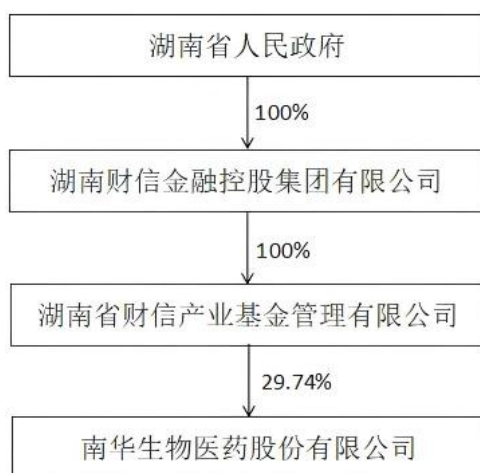 湖南省人民政府
100%
湖南财信金融控股集团有限公司
100%
湖南省财信产业基金管理有限公司
29.74%
南华生物医药股份有限公司